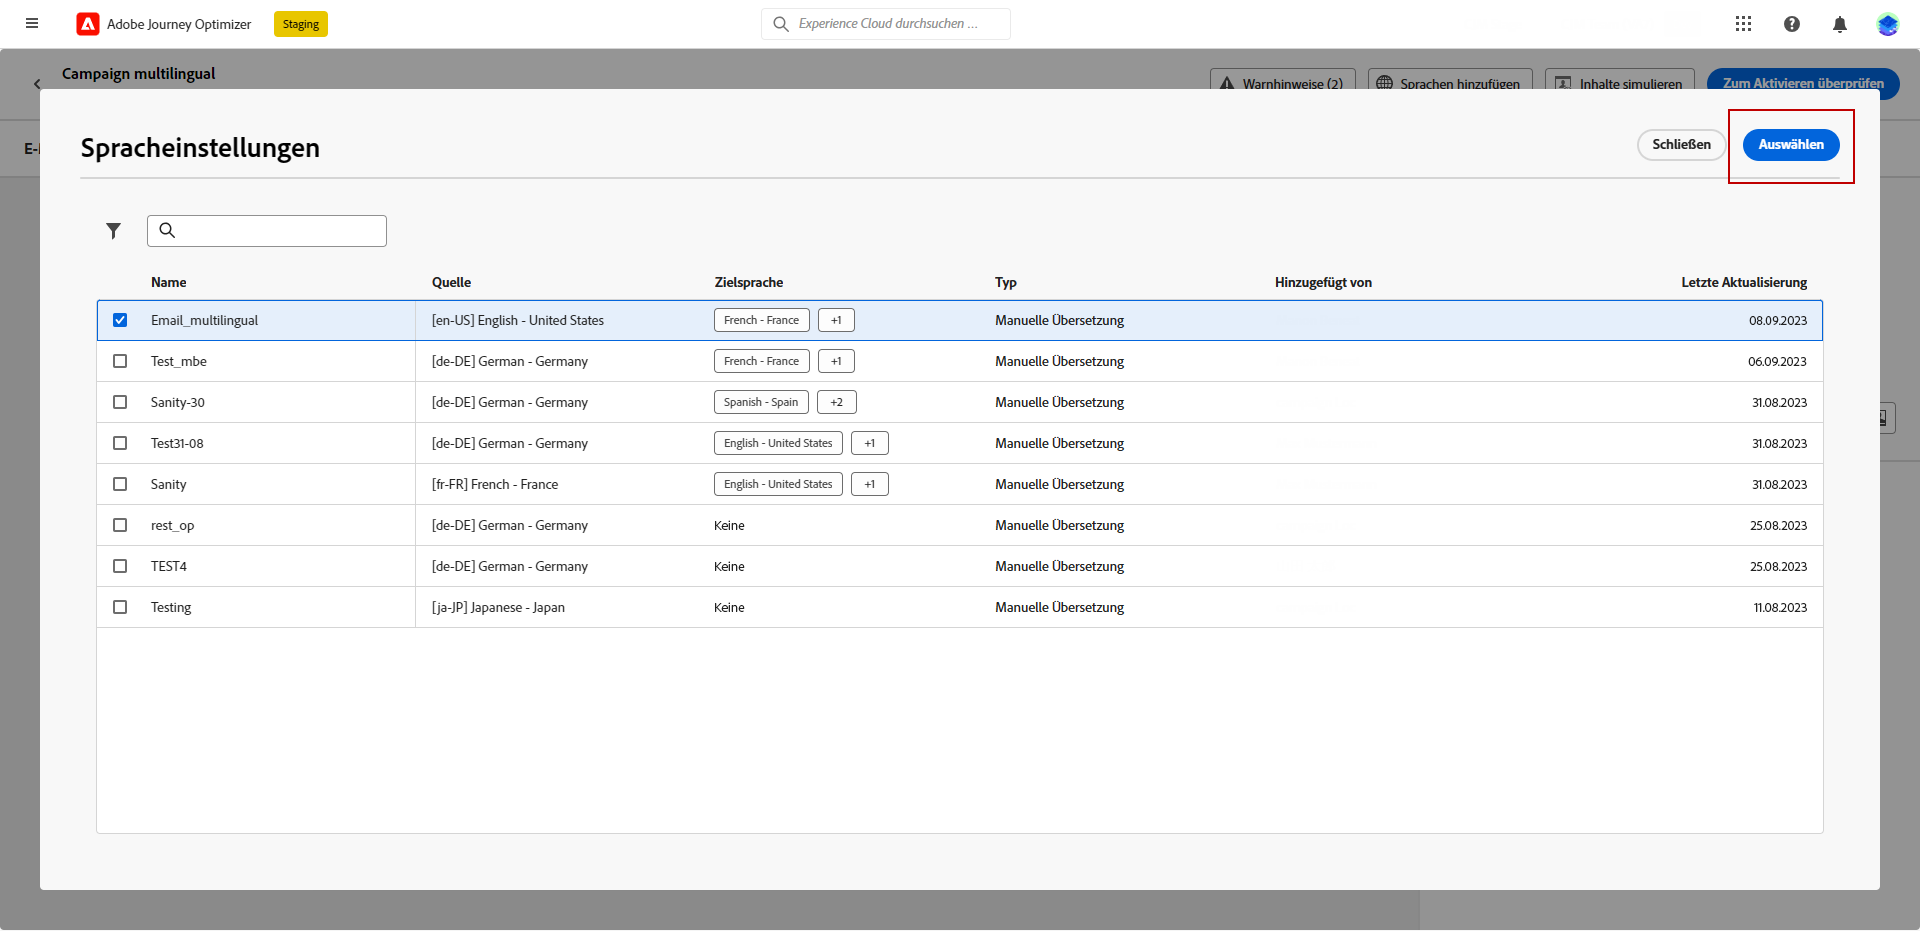 Adobe Journey Optimizer
Staging
Experience Cloud durchsuchen ...
Campaign multilingual
Warnhinweise (2)
Sprachen hinzufügen
Inhalte simulieren
Zum Aktivieren überprüfen
Spracheinstellungen
Schließen
Auswählen
Name Quelle Zielsprache Typ Hinzugefügt von Letzte Aktualisierung
Email_multilingual [en-US] English - United States French - France +1 Manuelle Übersetzung 08.09.2023
Test_mbe [de-DE] German - Germany French - France +1 Manuelle Übersetzung 06.09.2023
Sanity-30 [de-DE] German - Germany Spanish - Spain +2 Manuelle Übersetzung 31.08.2023
Test31-08 [de-DE] German - Germany English - United States +1 Manuelle Übersetzung 31.08.2023
Sanity [fr-FR] French - France English - United States +1 Manuelle Übersetzung 31.08.2023
rest_op [de-DE] German - Germany Keine Manuelle Übersetzung 25.08.2023
TEST4 [de-DE] German - Germany Keine Manuelle Übersetzung 25.08.2023
Testing [ja-JP] Japanese - Japan Keine Manuelle Übersetzung 11.08.2023